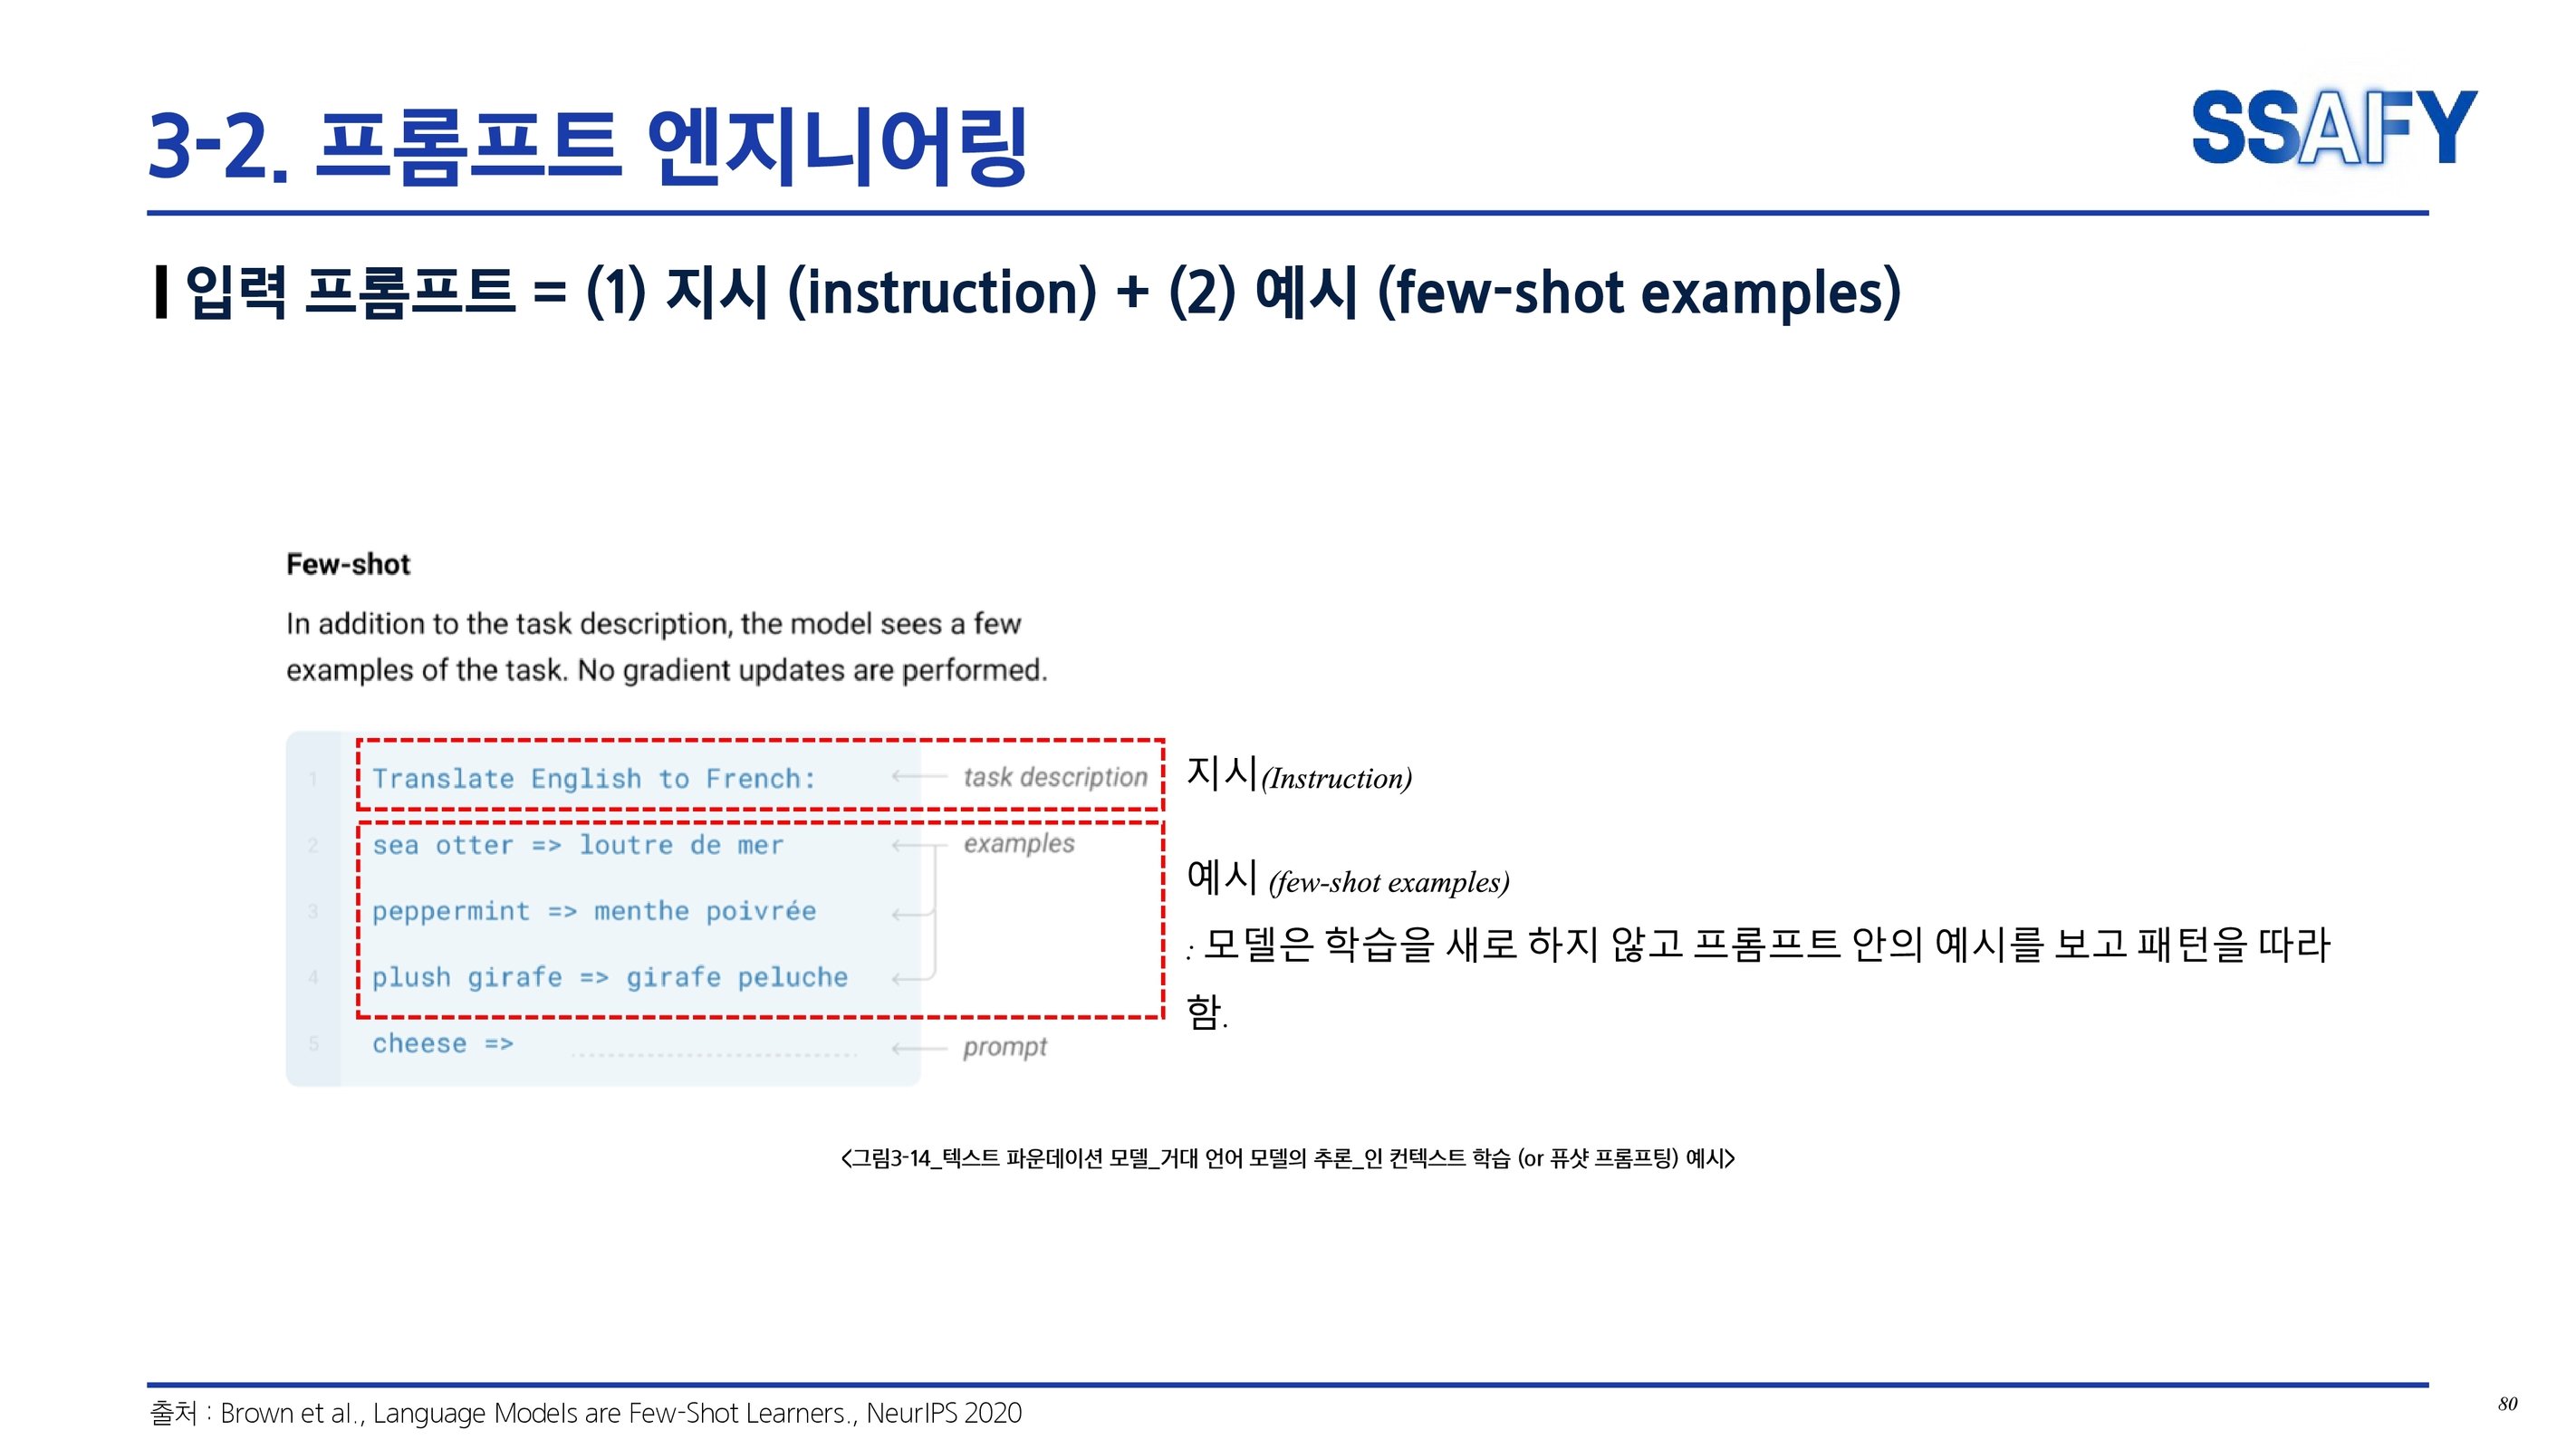 3-2. 프롬프트 엔지니어링
SSAFY
입력 프롬프트 = (1) 지시 (instruction) + (2) 예시 (few-shot examples)
Few-shot
In addition to the task description, the model sees a few
examples of the task. No gradient updates are performed.
1 Translate English to French: task description
지시(Instruction)
2 sea otter => loutre de mer examples
3 peppermint => menthe poivrée
4 plush girafe => girafe peluche
5 cheese => prompt
예시 (few-shot examples)
: 모델은 학습을 새로 하지 않고 프롬프트 안의 예시를 보고 패턴을 따라
함.
<그림3-14_텍스트 파운데이션 모델_거대 언어 모델의 추론_인 컨텍스트 학습 (or 퓨샷 프롬프팅) 예시>
출처 : Brown et al., Language Models are Few-Shot Learners., NeurIPS 2020
80